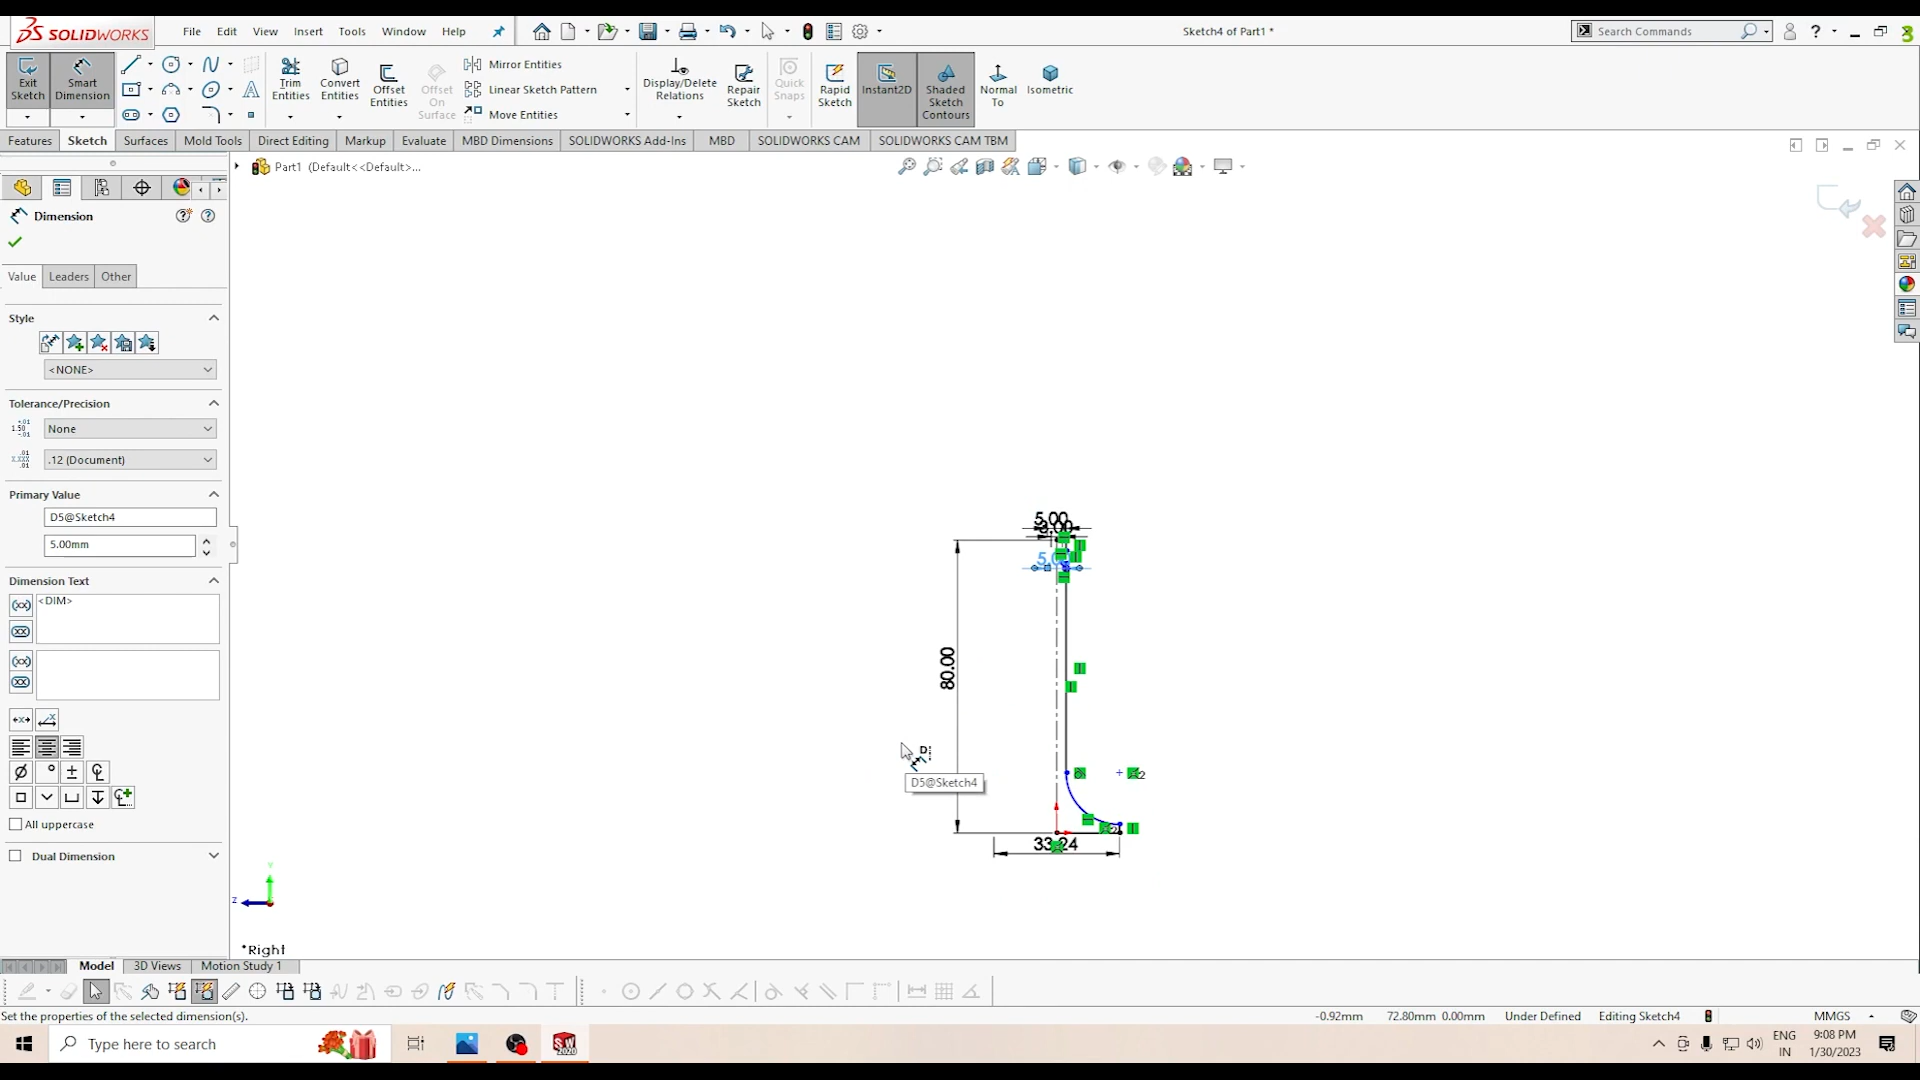 SOLIDWORKS
File Edit View Insert Tools Window Help
Sketch4 of Part1 *
Search Commands
Exit Sketch
Smart Dimension
Trim Entities
Convert Entities
Offset Entities
Offset On Surface
Mirror Entities
Linear Sketch Pattern
Move Entities
Display/Delete Relations
Repair Sketch
Quick Snaps
Rapid Sketch
Instant2D
Shaded Sketch Contours
Normal To
Isometric
Features Sketch Surfaces Mold Tools Direct Editing Markup Evaluate MBD Dimensions SOLIDWORKS Add-Ins MBD SOLIDWORKS CAM SOLIDWORKS CAM TBM
Part1 (Default<<Default>...
Dimension
Value Leaders Other
Style
<NONE>
Tolerance/Precision
None
.12 (Document)
Primary Value
D5@Sketch4
5.00mm
Dimension Text
<DIM>
All uppercase
Dual Dimension
5.00
3.00
80.00
D5@Sketch4
33.24
Y
Z
*Right
Model 3D Views Motion Study 1
Set the properties of the selected dimension(s).
-0.92mm 72.80mm 0.00mm Under Defined Editing Sketch4 MMGS
Type here to search
ENG
IN
9:08 PM
1/30/2023